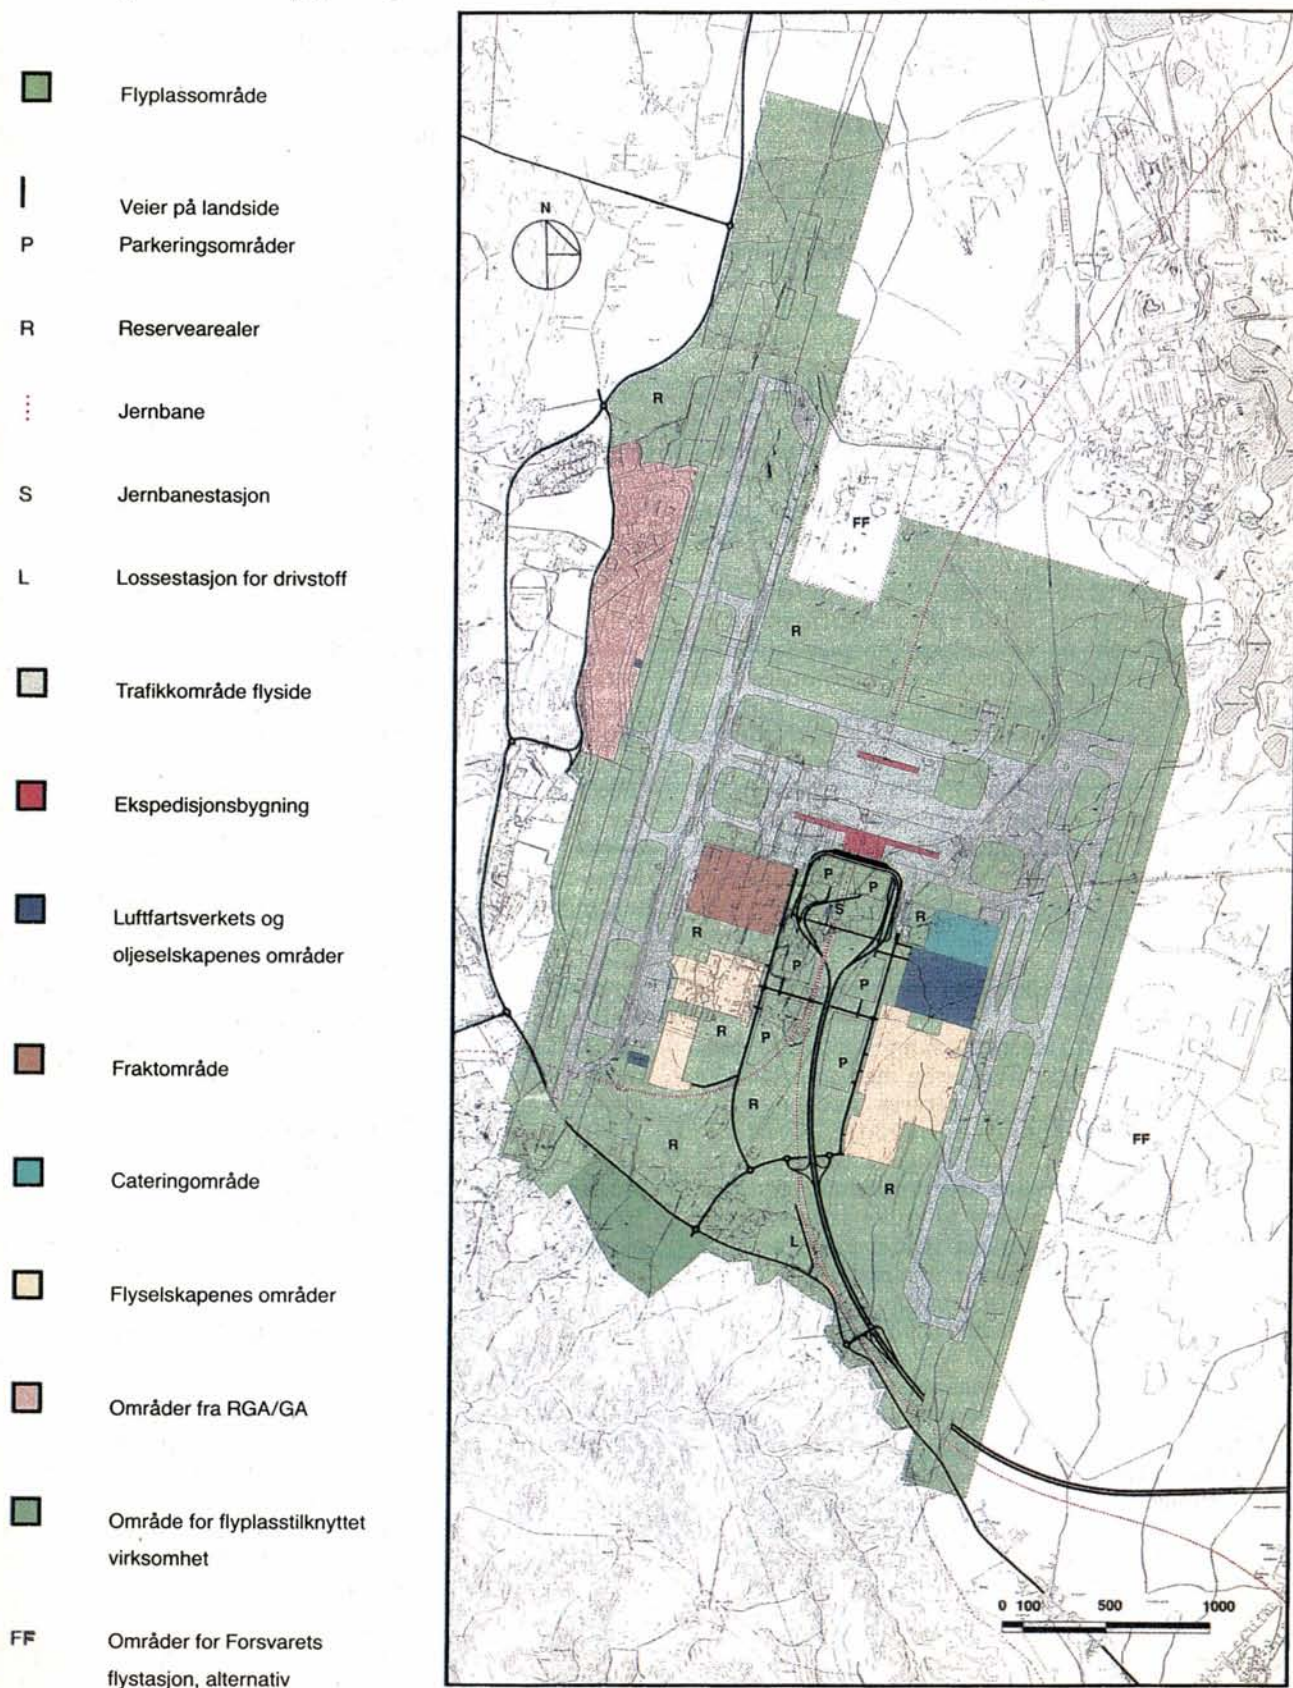 Flyplassområde
Veier på landside
P Parkeringsområder
R Reservearealer
Jernbane
S Jernbanestasjon
L Lossestasjon for drivstoff
Trafikkområde flyside
Ekspedisjonsbygning
Luftfartsverkets og
oljeselskapenes områder
Fraktområde
Cateringområde
Flyselskapenes områder
Områder fra RGA/GA
Område for flyplasstilknyttet
virksomhet
FF Områder for Forsvarets
flystasjon, alternativ
N
R
FF
R
P
P
S
R
R
P
P
R
P
P
R
R
FF
R
L
0 100 500 1000